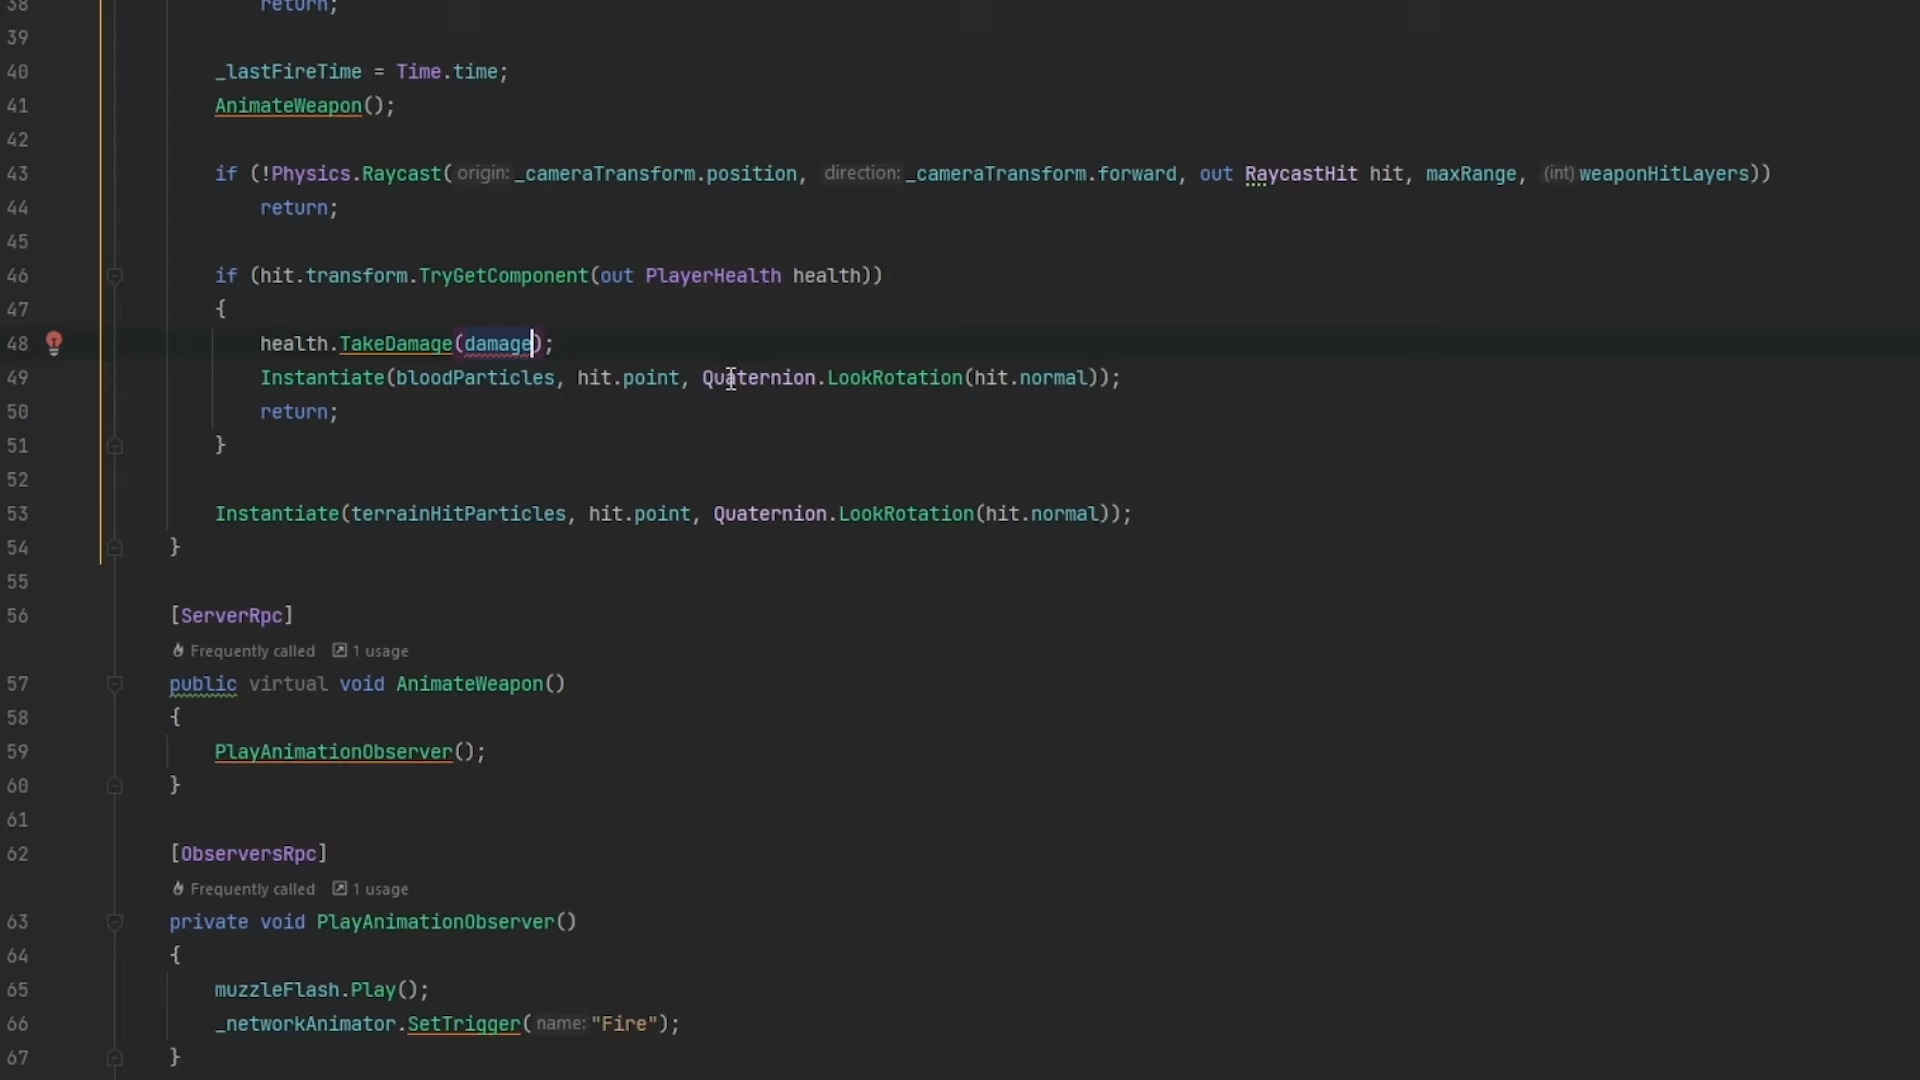 38 return;
39
40 _lastFireTime = Time.time;
41 AnimateWeapon();
42
43 if (!Physics.Raycast( origin: _cameraTransform.position, direction: _cameraTransform.forward, out RaycastHit hit, maxRange, (int) weaponHitLayers))
44 return;
45
46 if (hit.transform.TryGetComponent(out PlayerHealth health))
47 {
48 health.TakeDamage(damage);
49 Instantiate(bloodParticles, hit.point, Quaternion.LookRotation(hit.normal));
50 return;
51 }
52
53 Instantiate(terrainHitParticles, hit.point, Quaternion.LookRotation(hit.normal));
54 }
55
56 [ServerRpc]
Frequently called 1 usage
57 public virtual void AnimateWeapon()
58 {
59 PlayAnimationObserver();
60 }
61
62 [ObserversRpc]
Frequently called 1 usage
63 private void PlayAnimationObserver()
64 {
65 muzzleFlash.Play();
66 _networkAnimator.SetTrigger( name: "Fire");
67 }